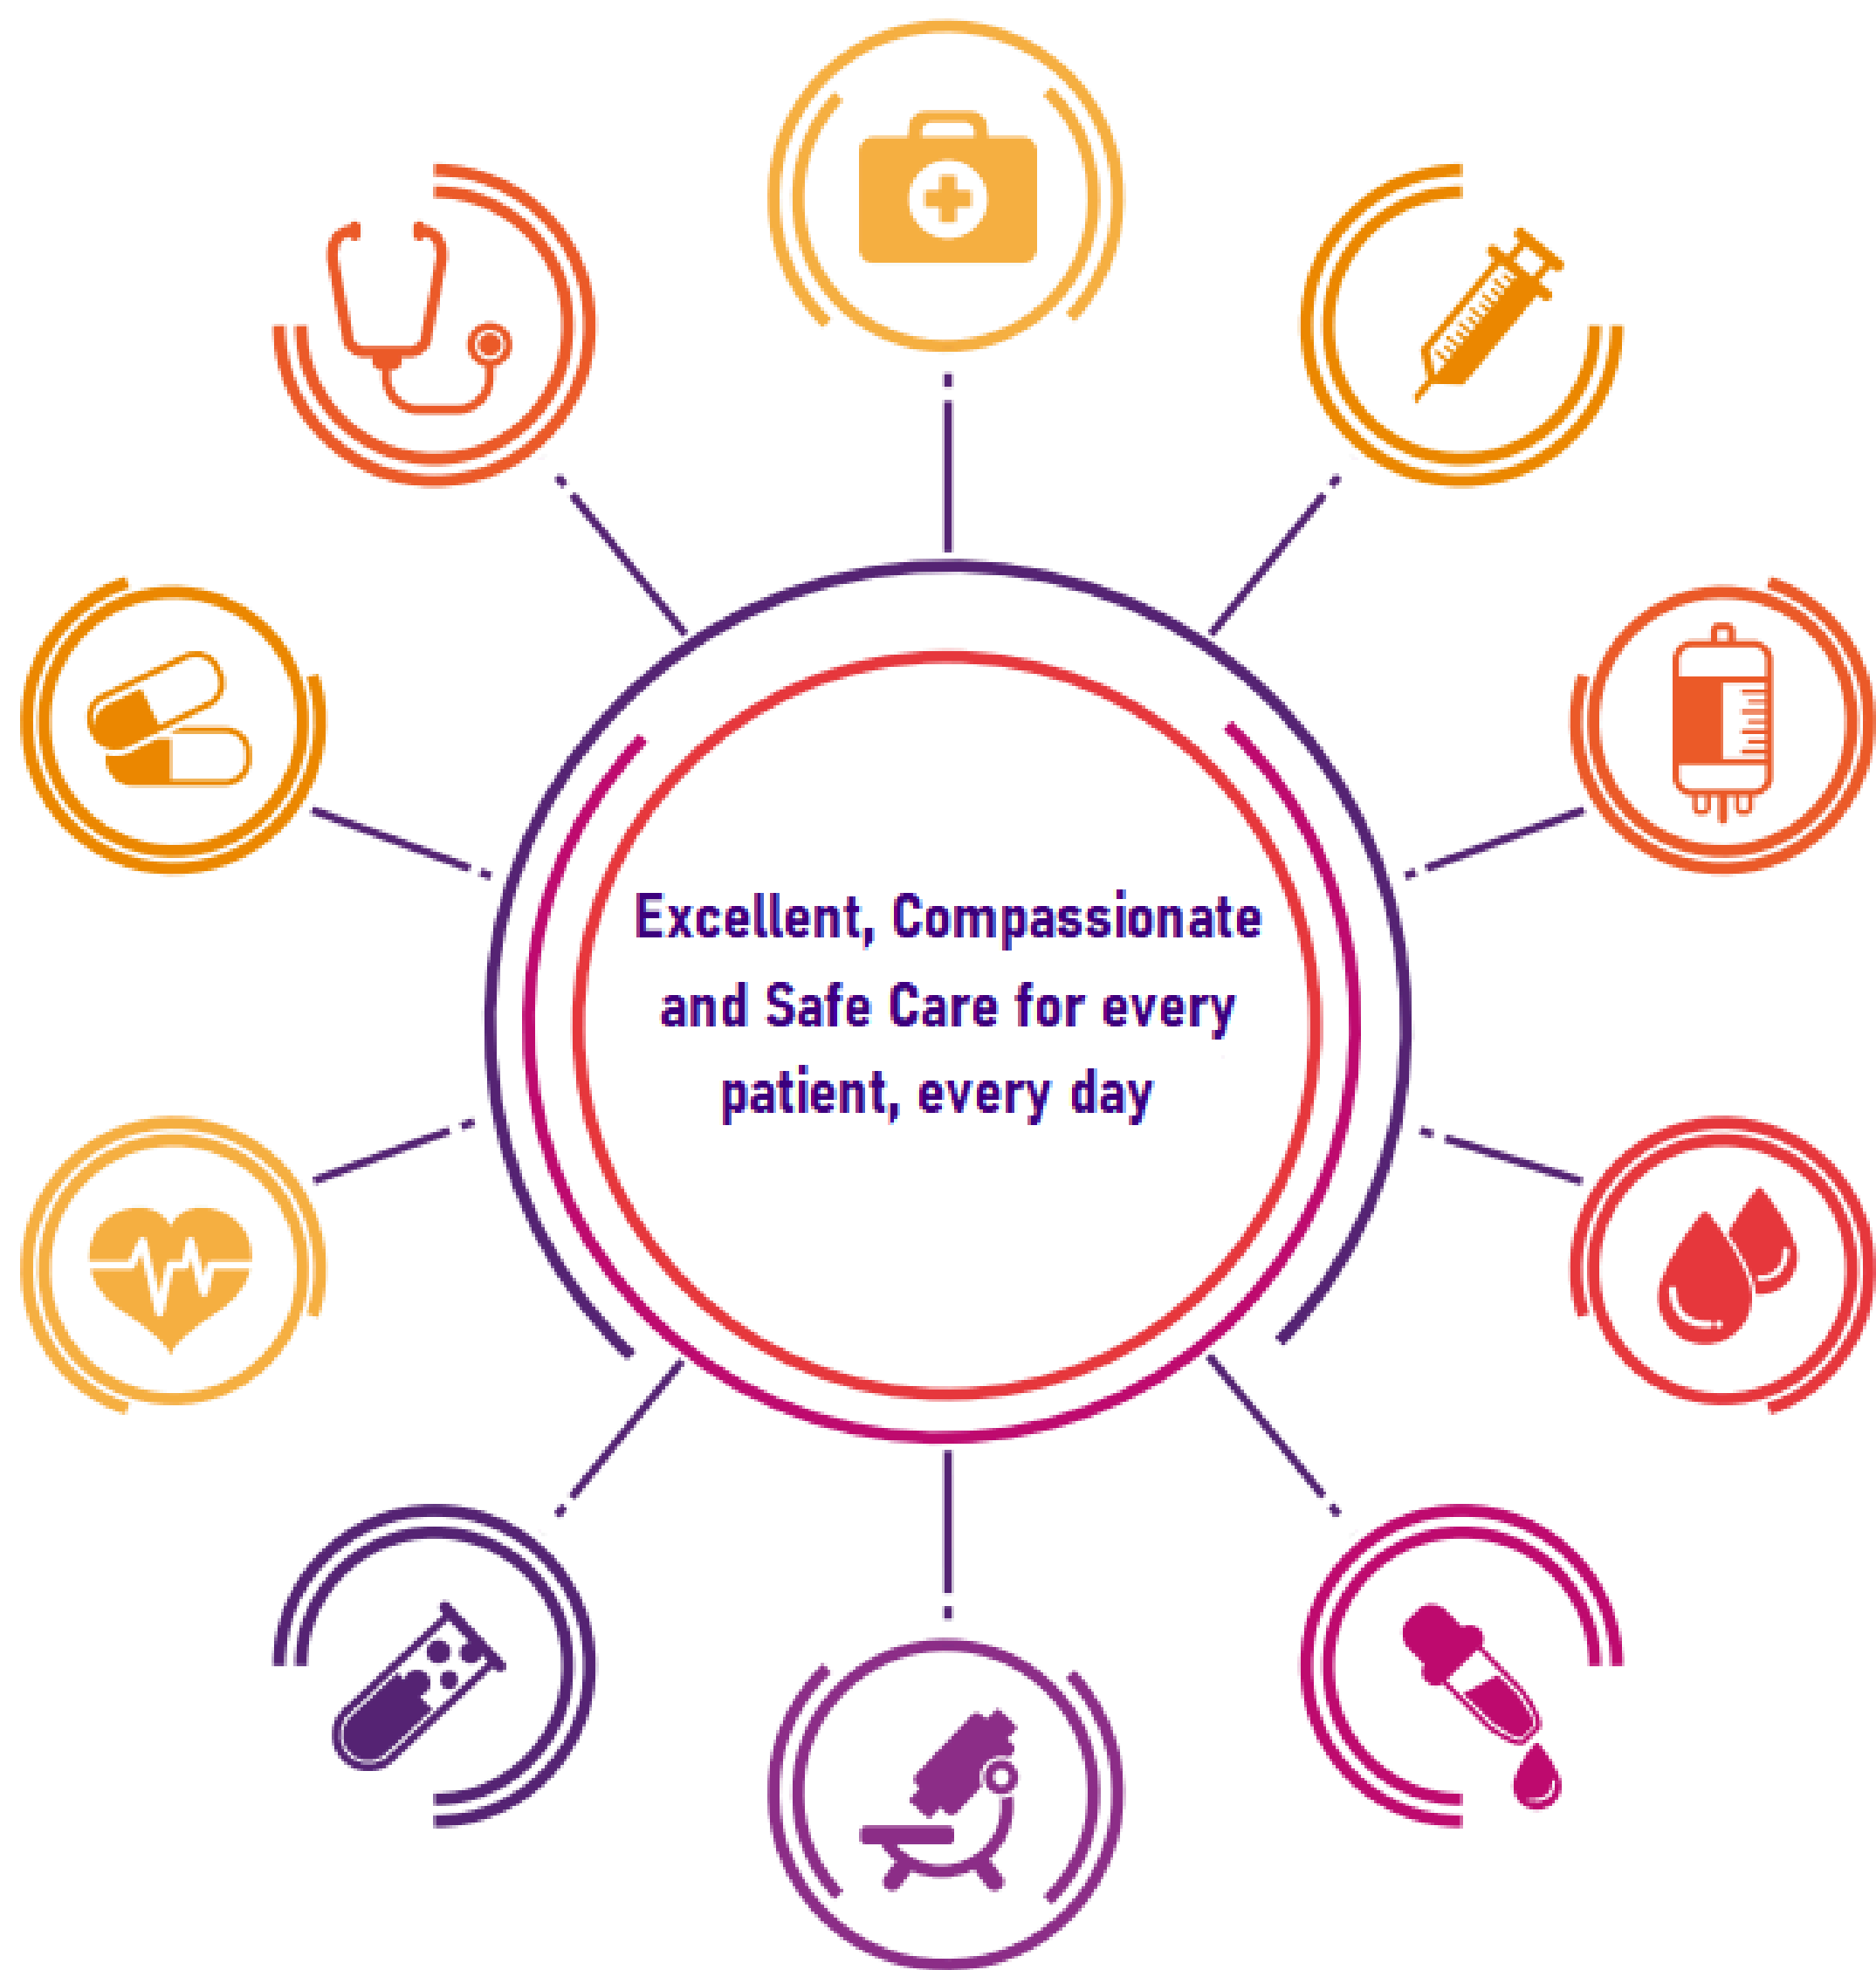 Excellent, Compassionate
and Safe Care for every
patient, every day